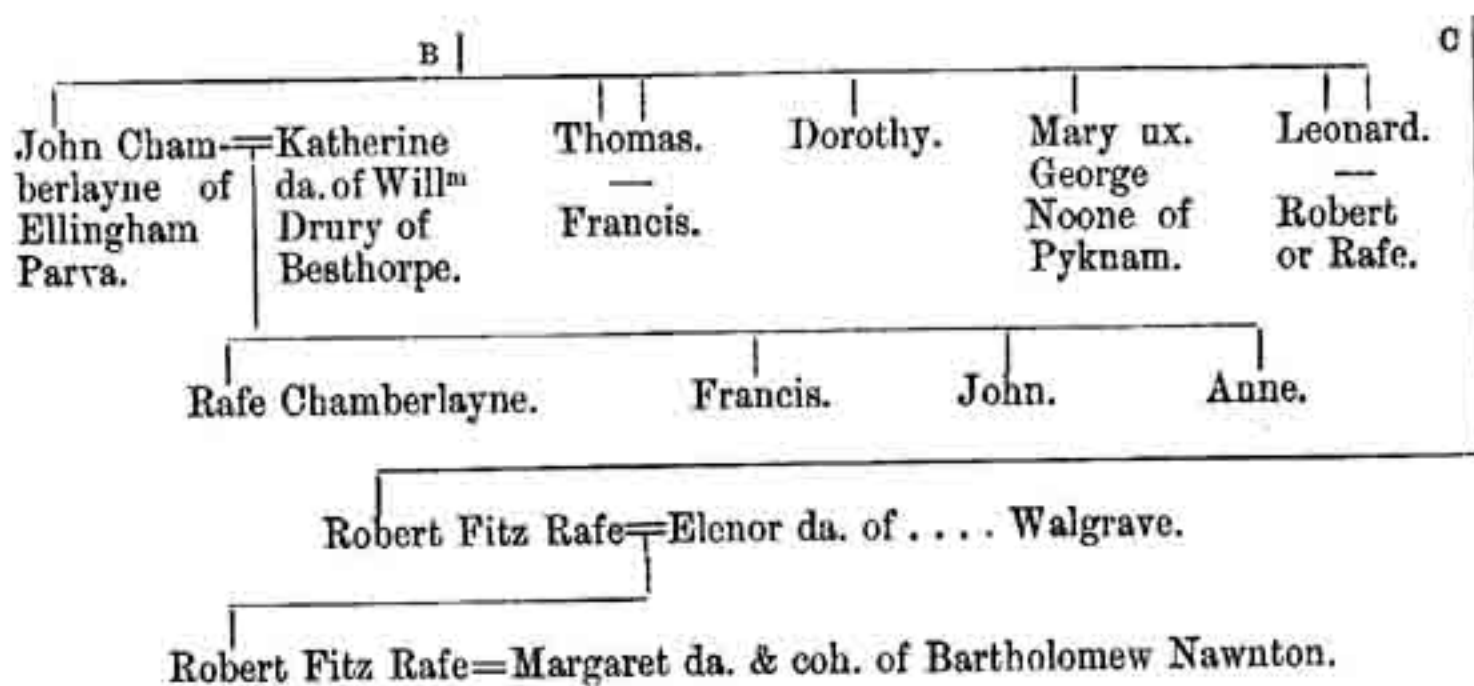 B C
John Cham-
berlayne of
Ellingham
Parva.
Katherine
da. of Willm
Drury of
Besthorpe.
Thomas.
—
Francis.
Dorothy.
Mary ux.
George
Noone of
Pyknam.
Leonard.
—
Robert
or Rafe.
Rafe Chamberlayne. Francis. John. Anne.
Robert Fitz Rafe=Elenor da. of . . . . Walgrave.
Robert Fitz Rafe=Margaret da. & coh. of Bartholomew Nawnton.